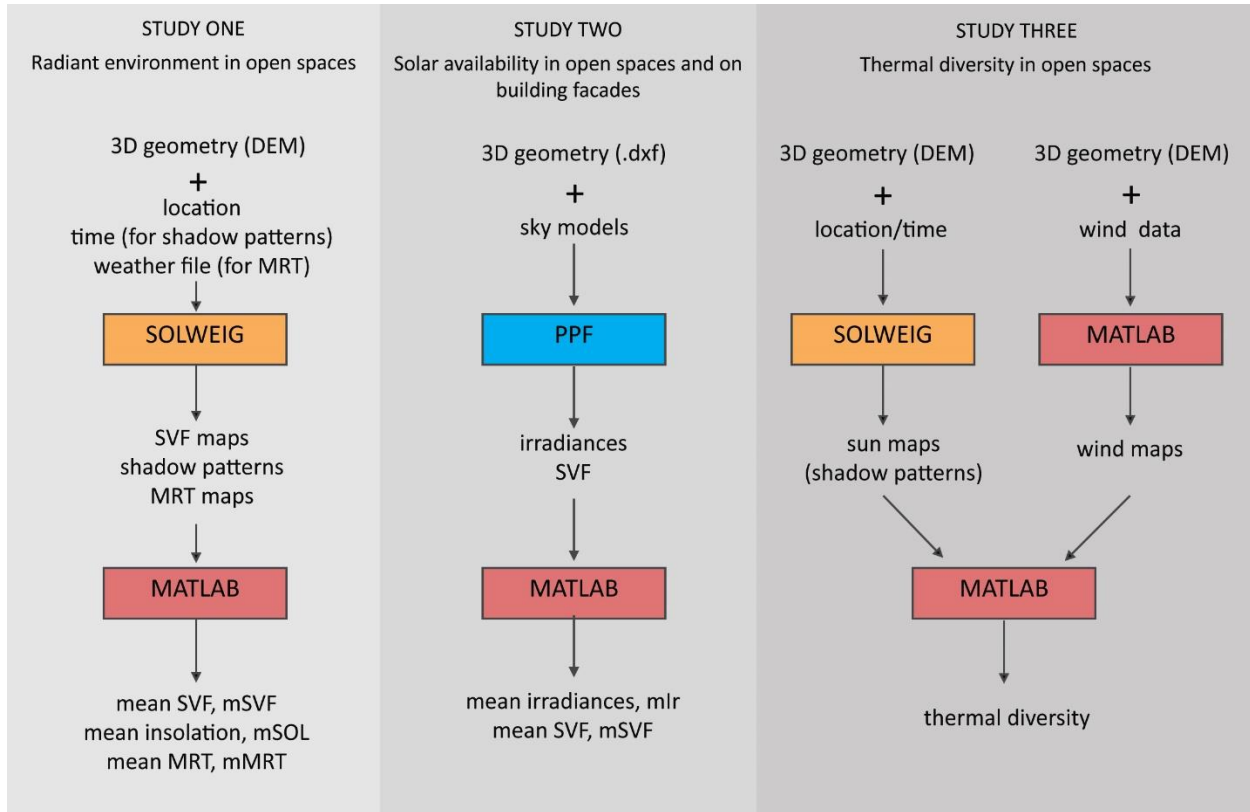 STUDY ONE
Radiant environment in open spaces
3D geometry (DEM)
+
location
time (for shadow patterns)
weather file (for MRT)
SOLWEIG
SVF maps
shadow patterns
MRT maps
MATLAB
mean SVF, mSVF
mean insolation, mSOL
mean MRT, mMRT
STUDY TWO
Solar availability in open spaces and on
building facades
3D geometry (.dxf)
+
sky models
PPF
irradiances
SVF
MATLAB
mean irradiances, mIr
mean SVF, mSVF
STUDY THREE
Thermal diversity in open spaces
3D geometry (DEM)
+
location/time
SOLWEIG
sun maps
(shadow patterns)
3D geometry (DEM)
+
wind data
MATLAB
wind maps
MATLAB
thermal diversity